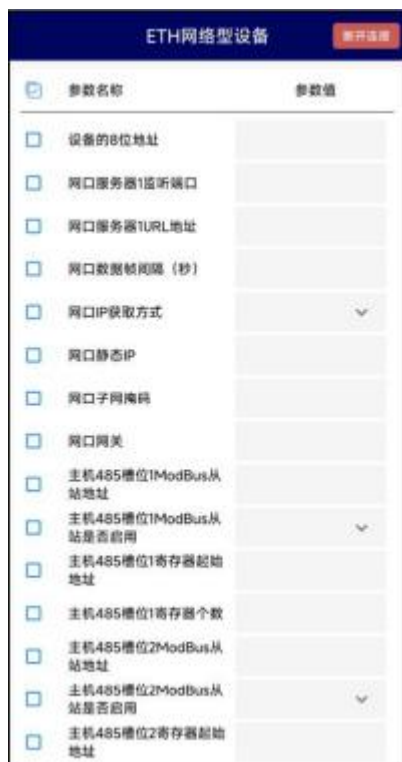 ETH网络型设备
断开连接
参数名称 参数值
设备的8位地址
网口服务器1监听端口
网口服务器1URL地址
网口数据帧间隔（秒）
网口IP获取方式
网口静态IP
网口子网掩码
网口网关
主机485槽位1ModBus从
站地址
主机485槽位1ModBus从
站是否启用
主机485槽位1寄存器起始
地址
主机485槽位1寄存器个数
主机485槽位2ModBus从
站地址
主机485槽位2ModBus从
站是否启用
主机485槽位2寄存器起始
地址